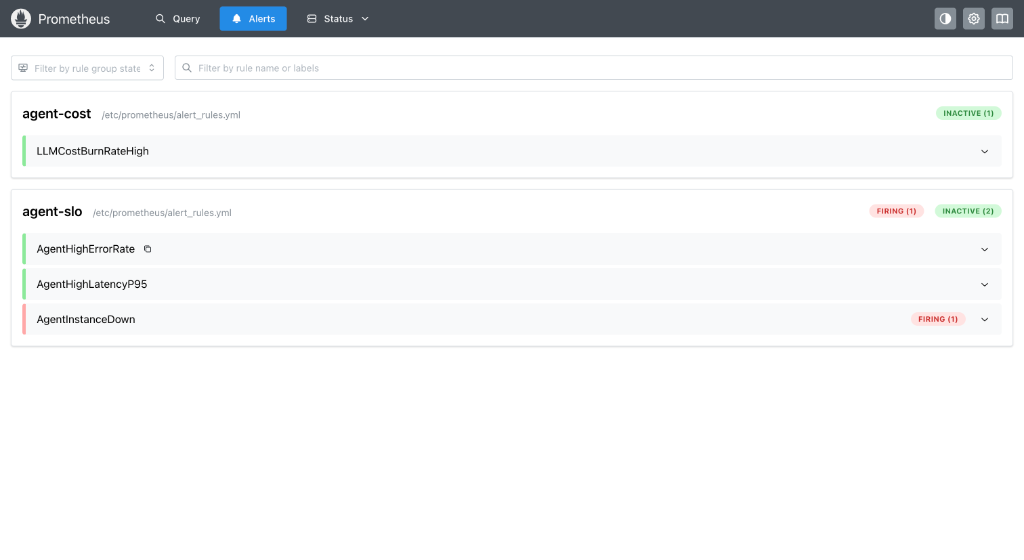 Prometheus Query Alerts Status
Filter by rule group state Filter by rule name or labels
agent-cost /etc/prometheus/alert_rules.yml INACTIVE (1)
LLMCostBurnRateHigh
agent-slo /etc/prometheus/alert_rules.yml FIRING (1) INACTIVE (2)
AgentHighErrorRate
AgentHighLatencyP95
AgentInstanceDown FIRING (1)